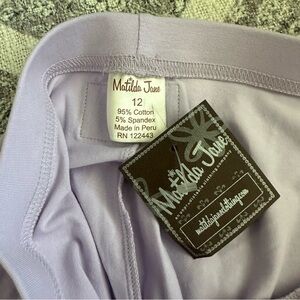 Matilda Jane
12
95% Cotton
5% Spandex
Made in Peru
RN 122443
Matilda Jane
matildajaneclothing.com